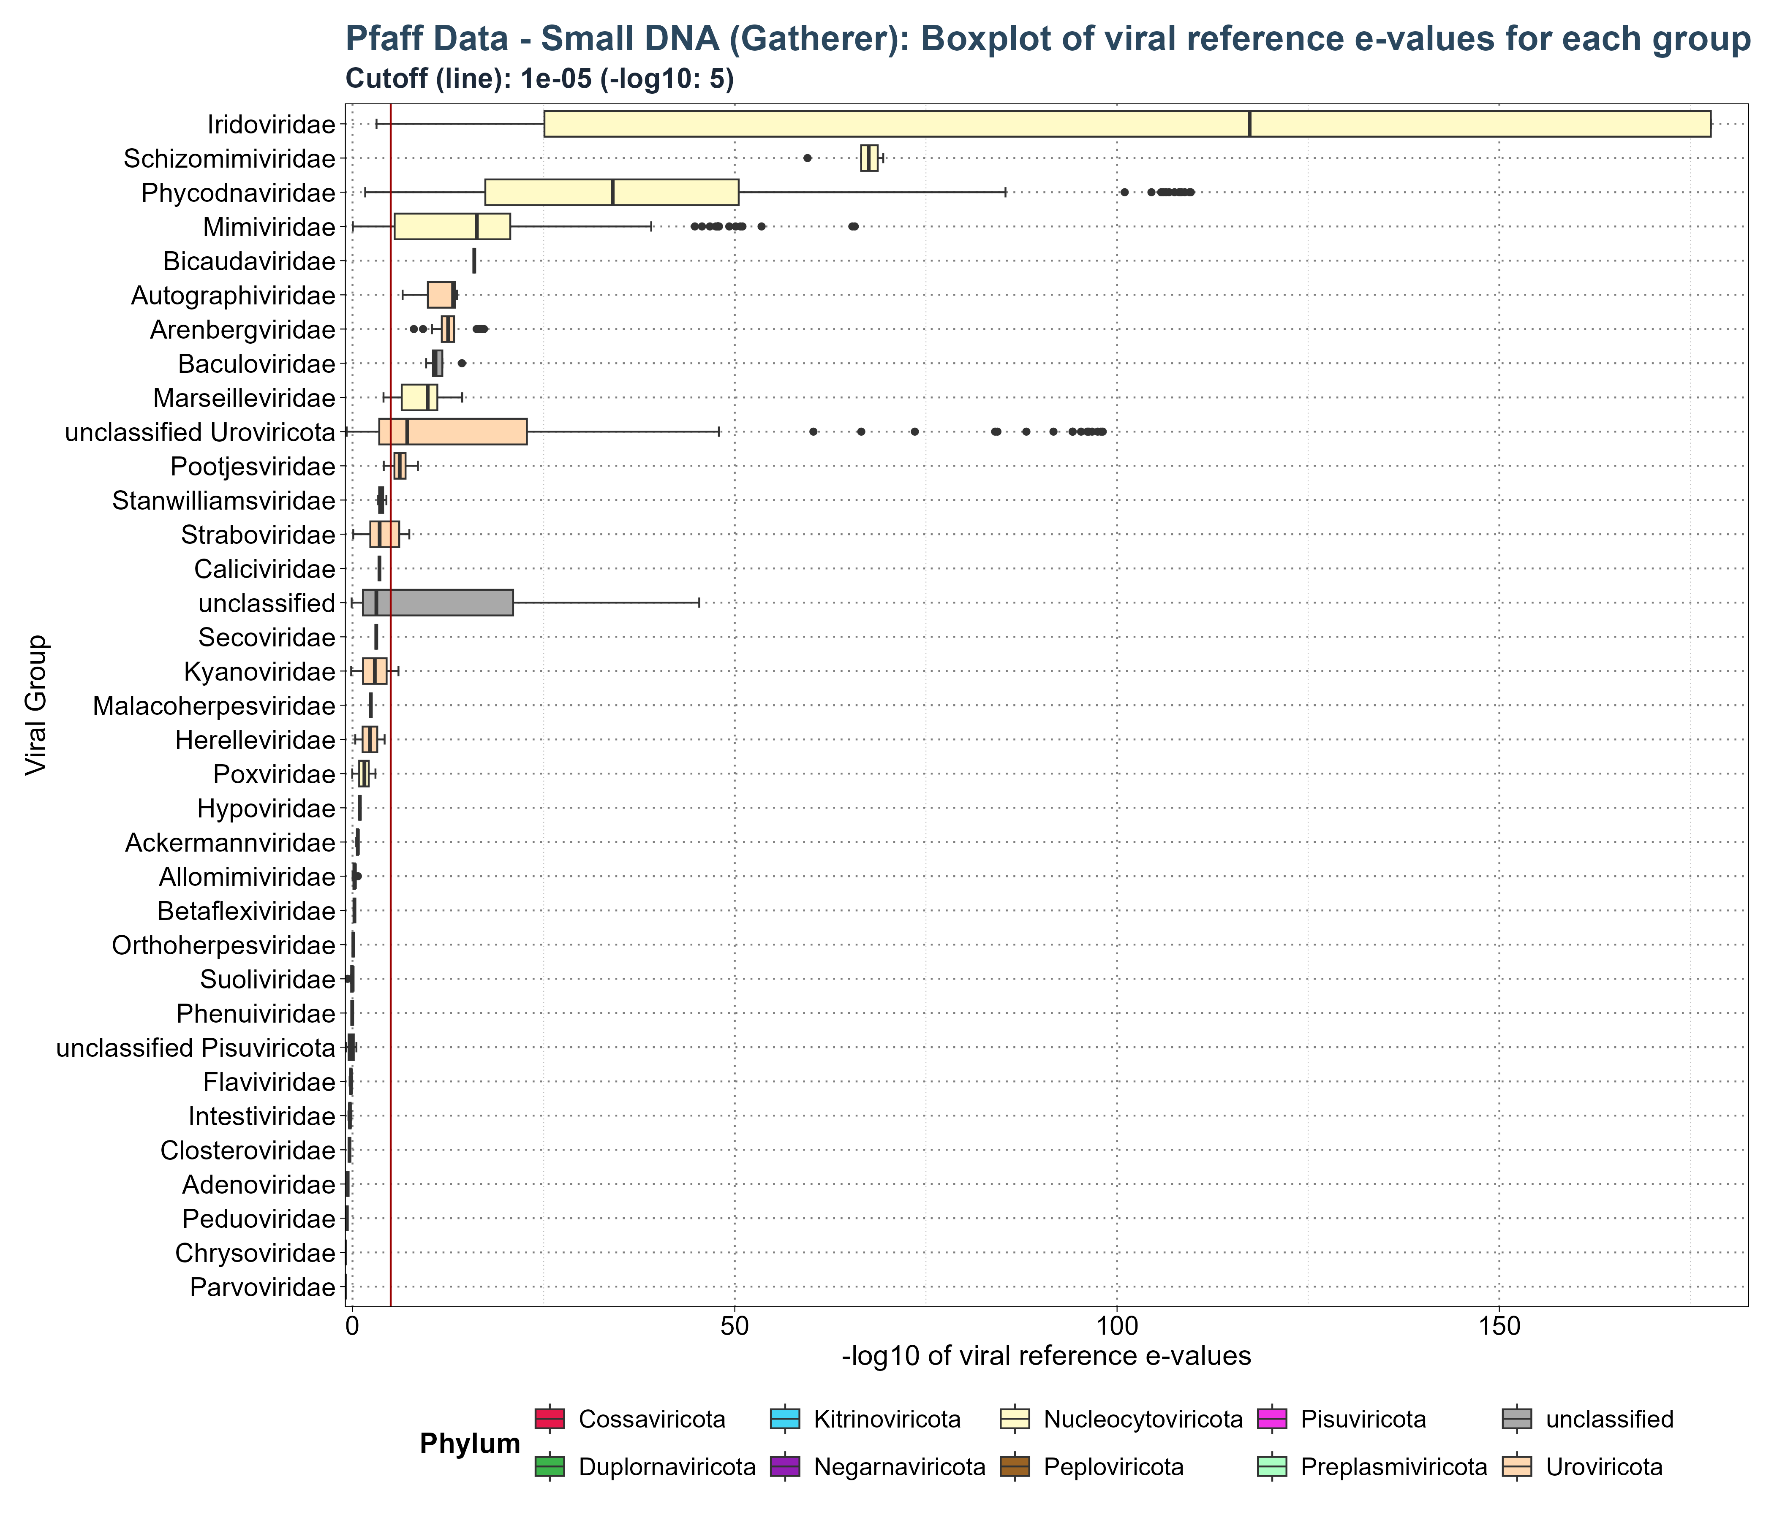 Pfaff Data - Small DNA (Gatherer): Boxplot of viral reference e-values for each group
Cutoff (line): 1e-05 (-log10: 5)
Viral Group
Iridoviridae
Schizomimiviridae
Phycodnaviridae
Mimiviridae
Bicaudaviridae
Autographiviridae
Arenbergviridae
Baculoviridae
Marseilleviridae
unclassified Uroviricota
Pootjesviridae
Stanwilliamsviridae
Straboviridae
Caliciviridae
unclassified
Secoviridae
Kyanoviridae
Malacoherpesviridae
Herelleviridae
Poxviridae
Hypoviridae
Ackermannviridae
Allomimiviridae
Betaflexiviridae
Orthoherpesviridae
Suoliviridae
Phenuiviridae
unclassified Pisuviricota
Flaviviridae
Intestiviridae
Closteroviridae
Adenoviridae
Peduoviridae
Chrysoviridae
Parvoviridae
0 50 100 150
-log10 of viral reference e-values
Phylum
Cossaviricota Kitrinoviricota Nucleocytoviricota Pisuviricota unclassified
Duplornaviricota Negarnaviricota Peploviricota Preplasmiviricota Uroviricota